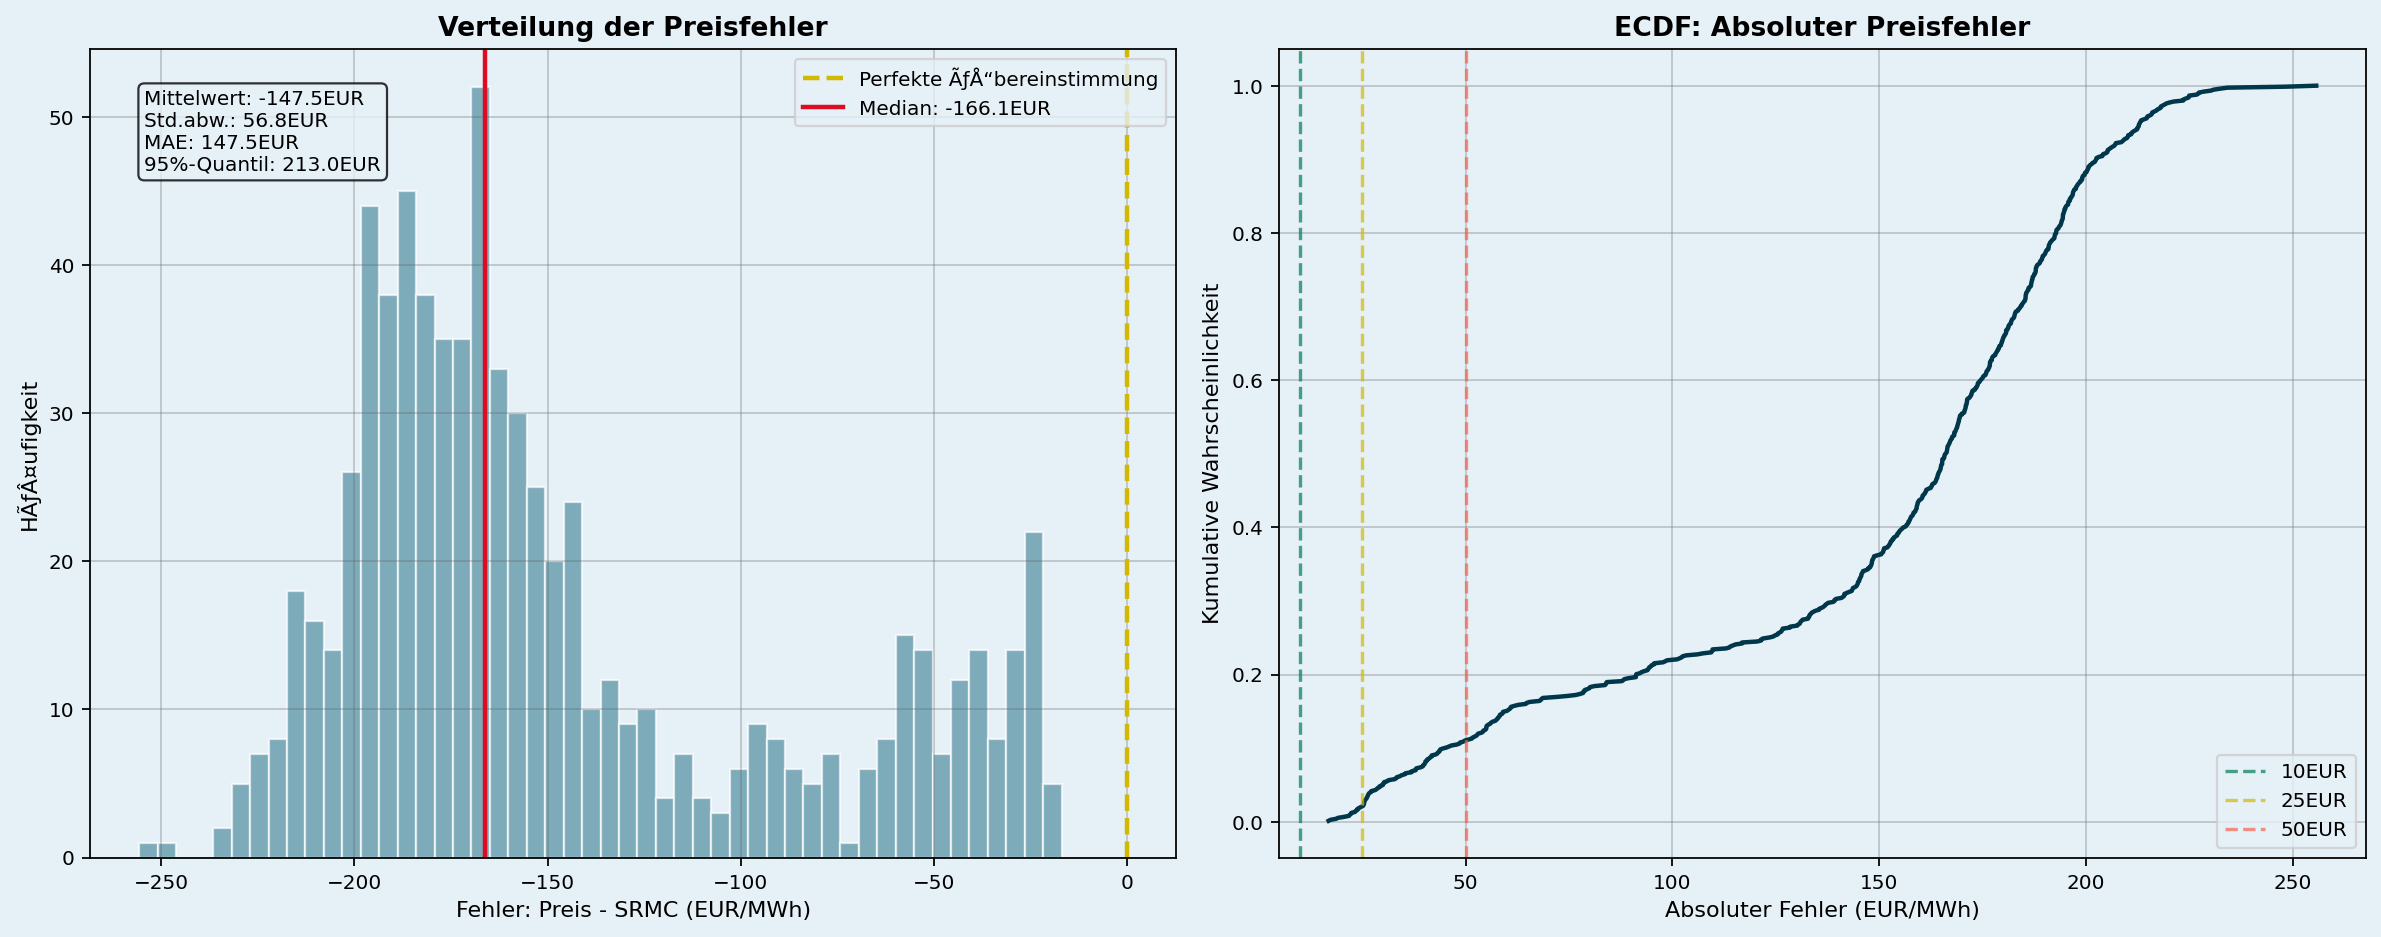 Verteilung der Preisfehler
Mittelwert: -147.5EUR
Std.abw.: 56.8EUR
MAE: 147.5EUR
95%-Quantil: 213.0EUR
Perfekte ÃƒÅ“bereinstimmung
Median: -166.1EUR
HÃƒÂ¤ufigkeit
50
40
30
20
10
0
−250 −200 −150 −100 −50 0
Fehler: Preis - SRMC (EUR/MWh)
ECDF: Absoluter Preisfehler
Kumulative Wahrscheinlichkeit
1.0
0.8
0.6
0.4
0.2
0.0
10EUR
25EUR
50EUR
50 100 150 200 250
Absoluter Fehler (EUR/MWh)